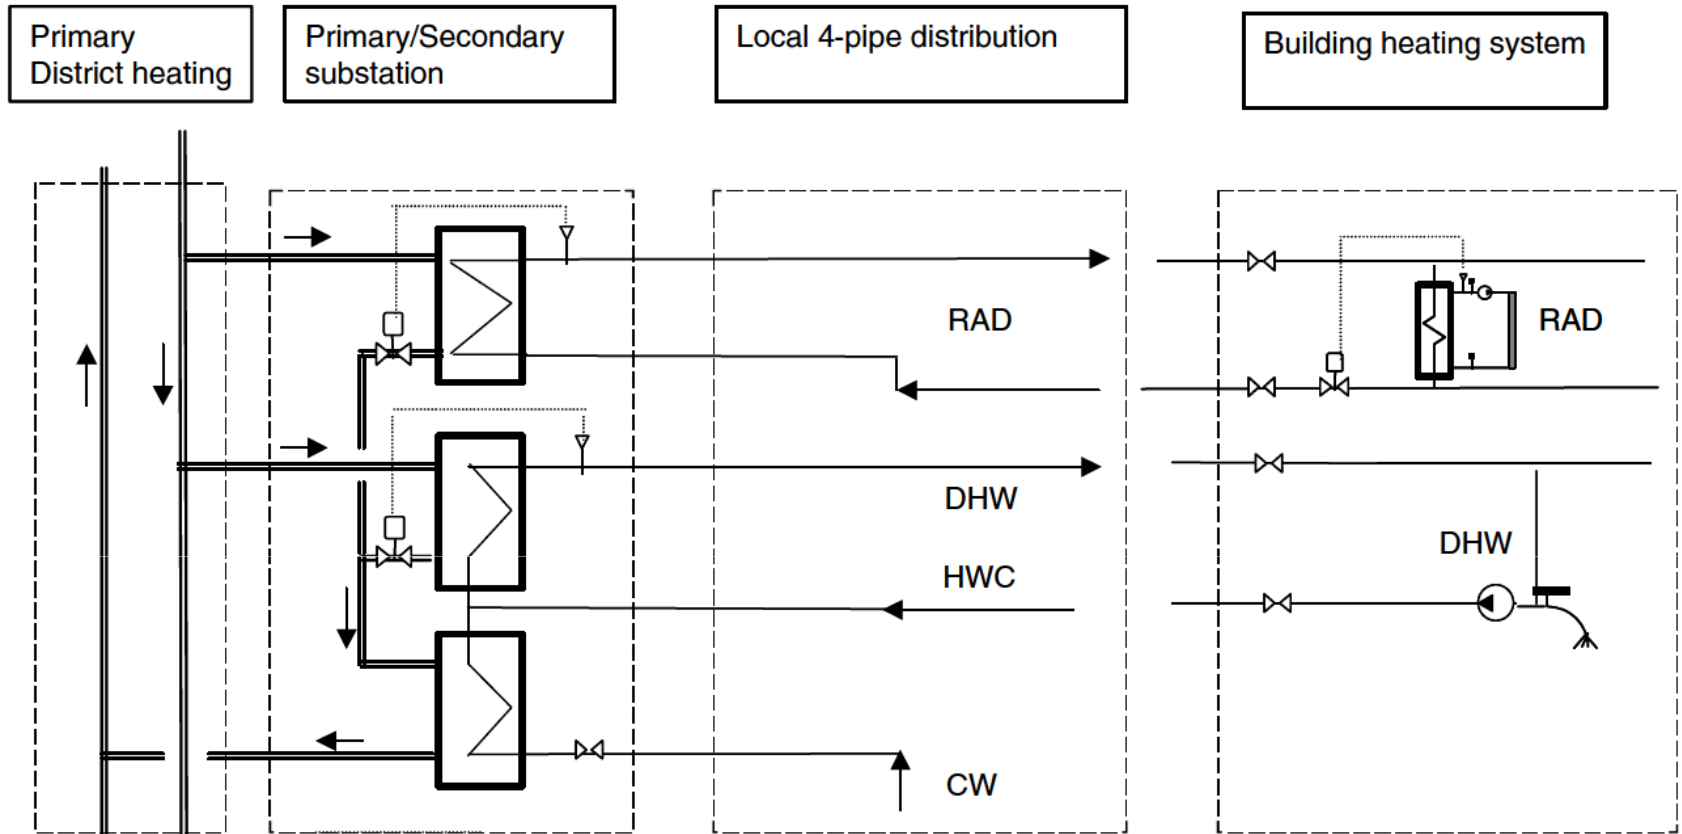 Primary
District heating
Primary/Secondary
substation
Local 4-pipe distribution
Building heating system
RAD
RAD
DHW
DHW
HWC
CW